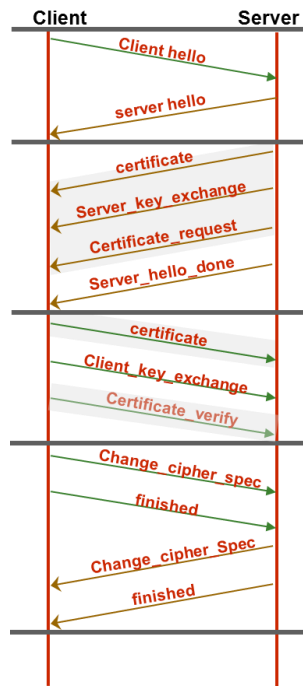 Client Server
Client hello
server hello
certificate
Server_key_exchange
Certificate_request
Server_hello_done
certificate
Client_key_exchange
Certificate_verify
Change_cipher_spec
finished
Change_cipher_Spec
finished